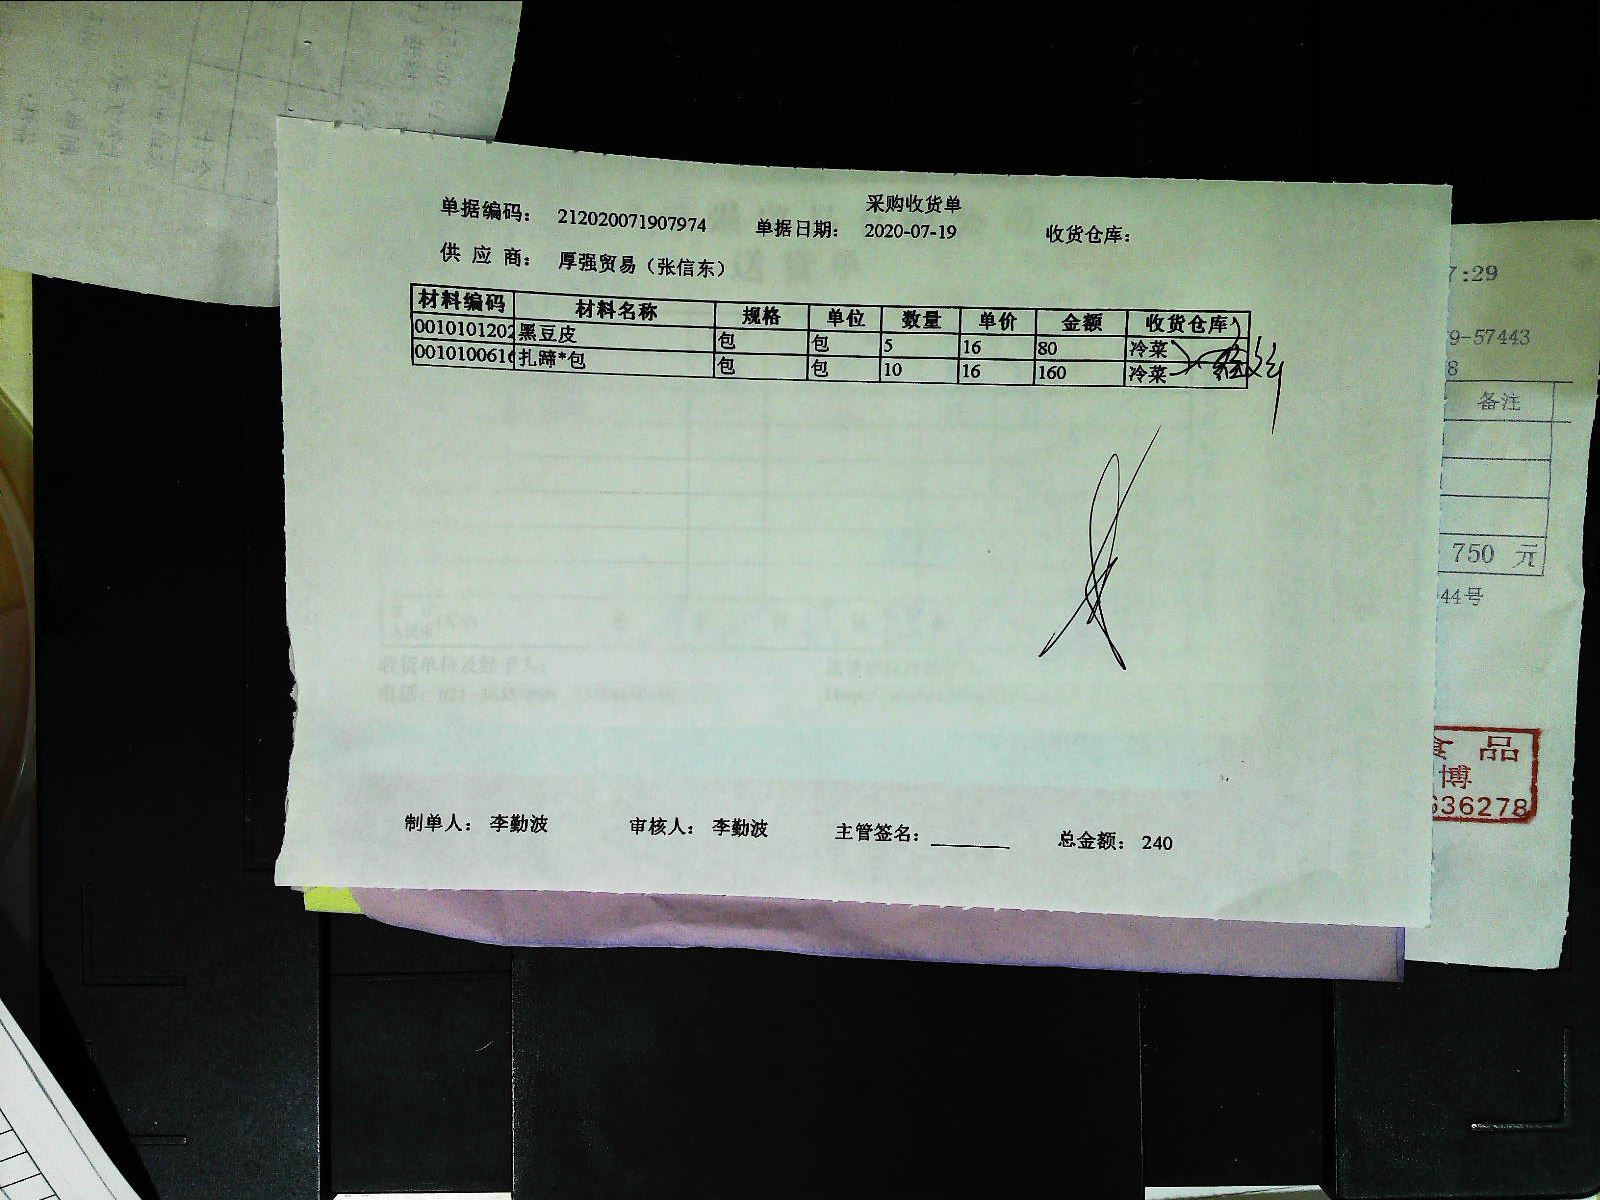 采购收货单
单据编码： 212020071907974 单据日期： 2020-07-19 收货仓库：
供 应 商： 厚强贸易（张信东）
材料编码 材料名称 规格 单位 数量 单价 金额 收货仓库
0010101202 黑豆皮 包 包 5 16 80 冷菜
001010061 扎蹄*包 包 包 10 16 160 冷菜
制单人： 李勤波 审核人： 李勤波 主管签名： 总金额： 240
7:29
9-57443
8
备注
750 元
44号
食 品
博
636278